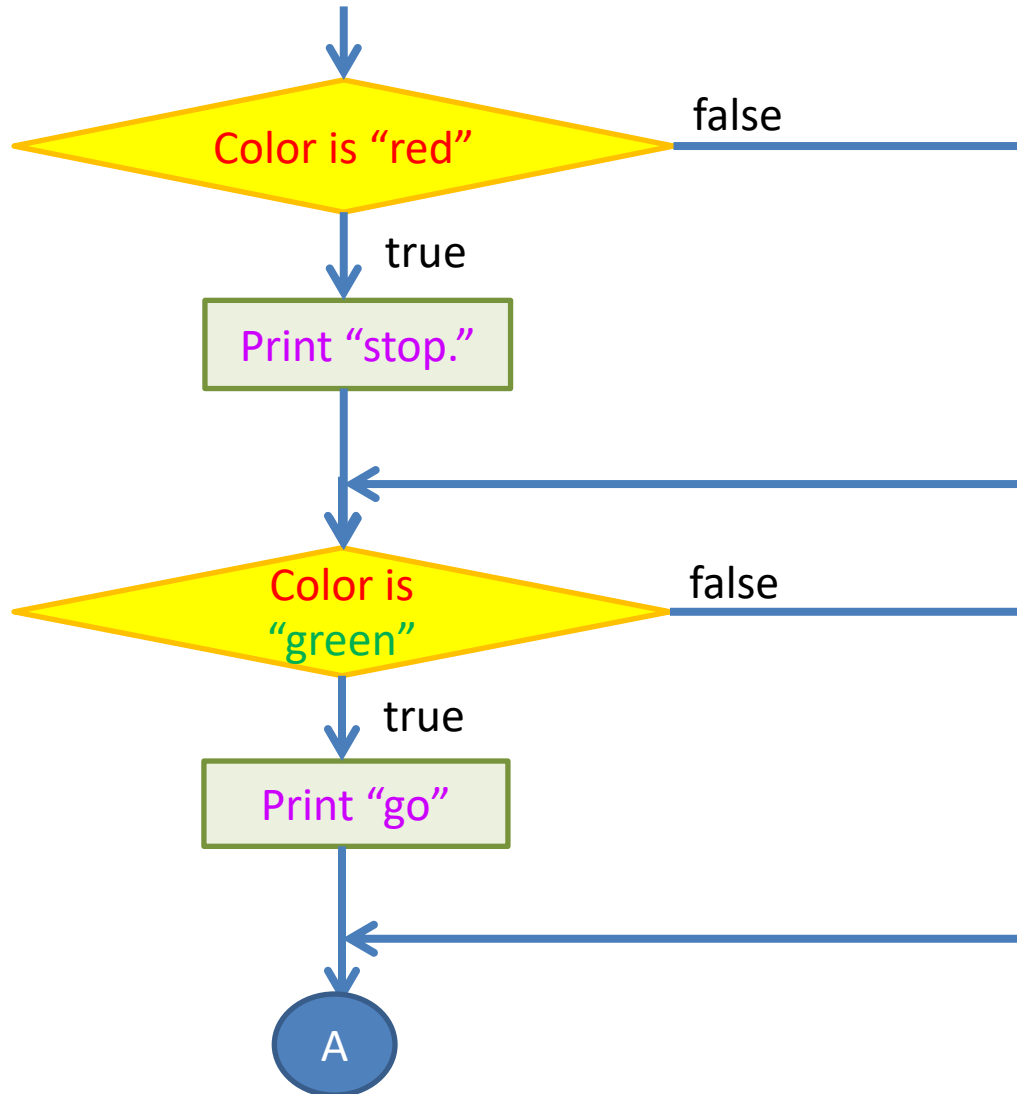 Color is “red”
false
true
Print “stop.”
Color is
“green”
false
true
Print “go”
A